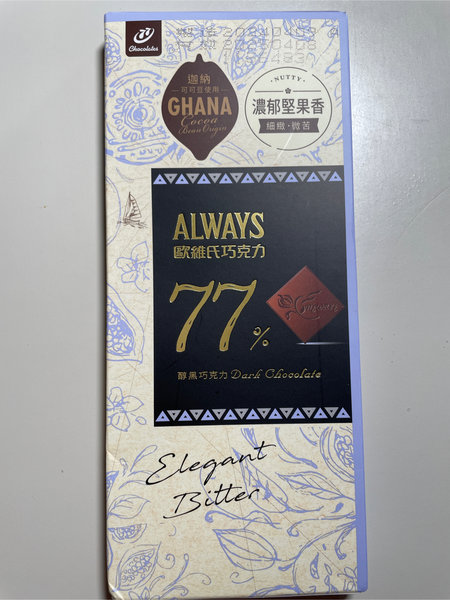 77
Chocolates
迦納
可可豆使用
GHANA
Cocoa
Bean Origin
NUTTY
濃郁堅果香
細緻·微苦
ALWAYS
歐維氏巧克力
77%
醇黑巧克力 Dark Chocolate
Elegant
Bitter